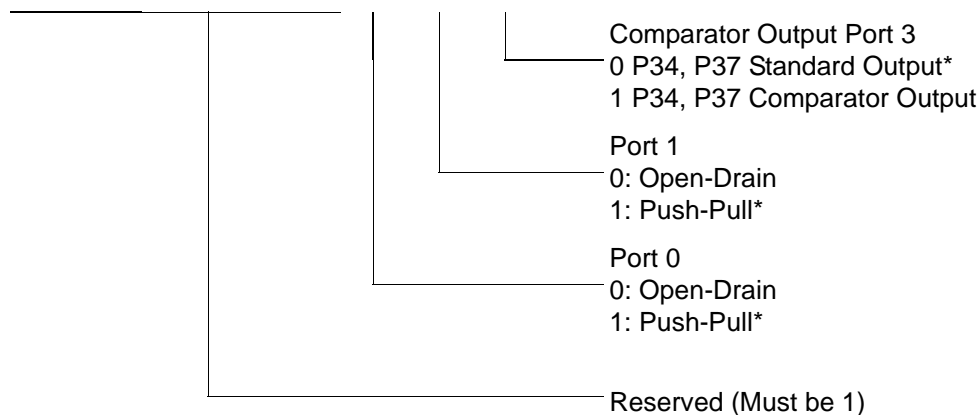 Comparator Output Port 3
0 P34, P37 Standard Output*
1 P34, P37 Comparator Output
Port 1
0: Open-Drain
1: Push-Pull*
Port 0
0: Open-Drain
1: Push-Pull*
Reserved (Must be 1)